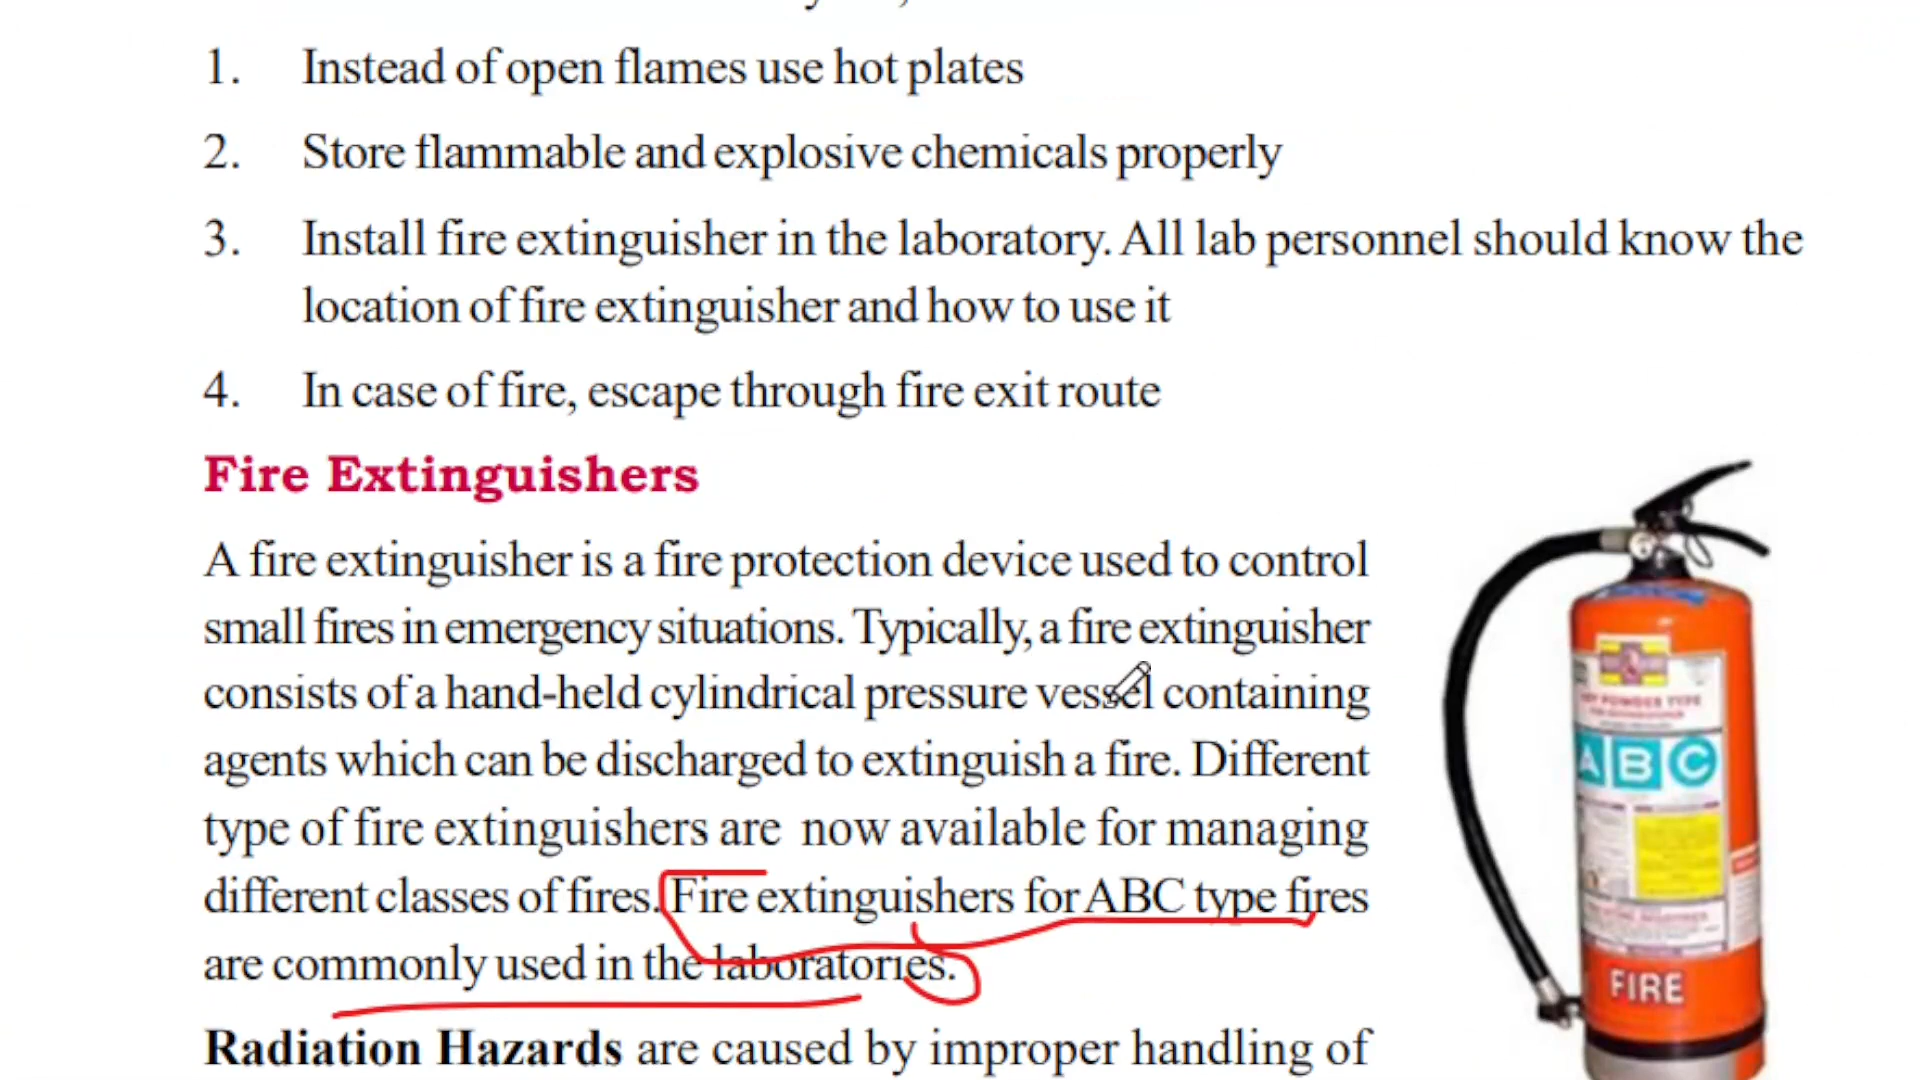 1. Instead of open flames use hot plates
2. Store flammable and explosive chemicals properly
3. Install fire extinguisher in the laboratory. All lab personnel should know the
location of fire extinguisher and how to use it
4. In case of fire, escape through fire exit route
Fire Extinguishers
A fire extinguisher is a fire protection device used to control
small fires in emergency situations. Typically, a fire extinguisher
consists of a hand-held cylindrical pressure vessel containing
agents which can be discharged to extinguish a fire. Different
type of fire extinguishers are now available for managing
different classes of fires. Fire extinguishers for ABC type fires
are commonly used in the laboratories.
Radiation Hazards are caused by improper handling of
POWDER TYPE
ABC
FIRE